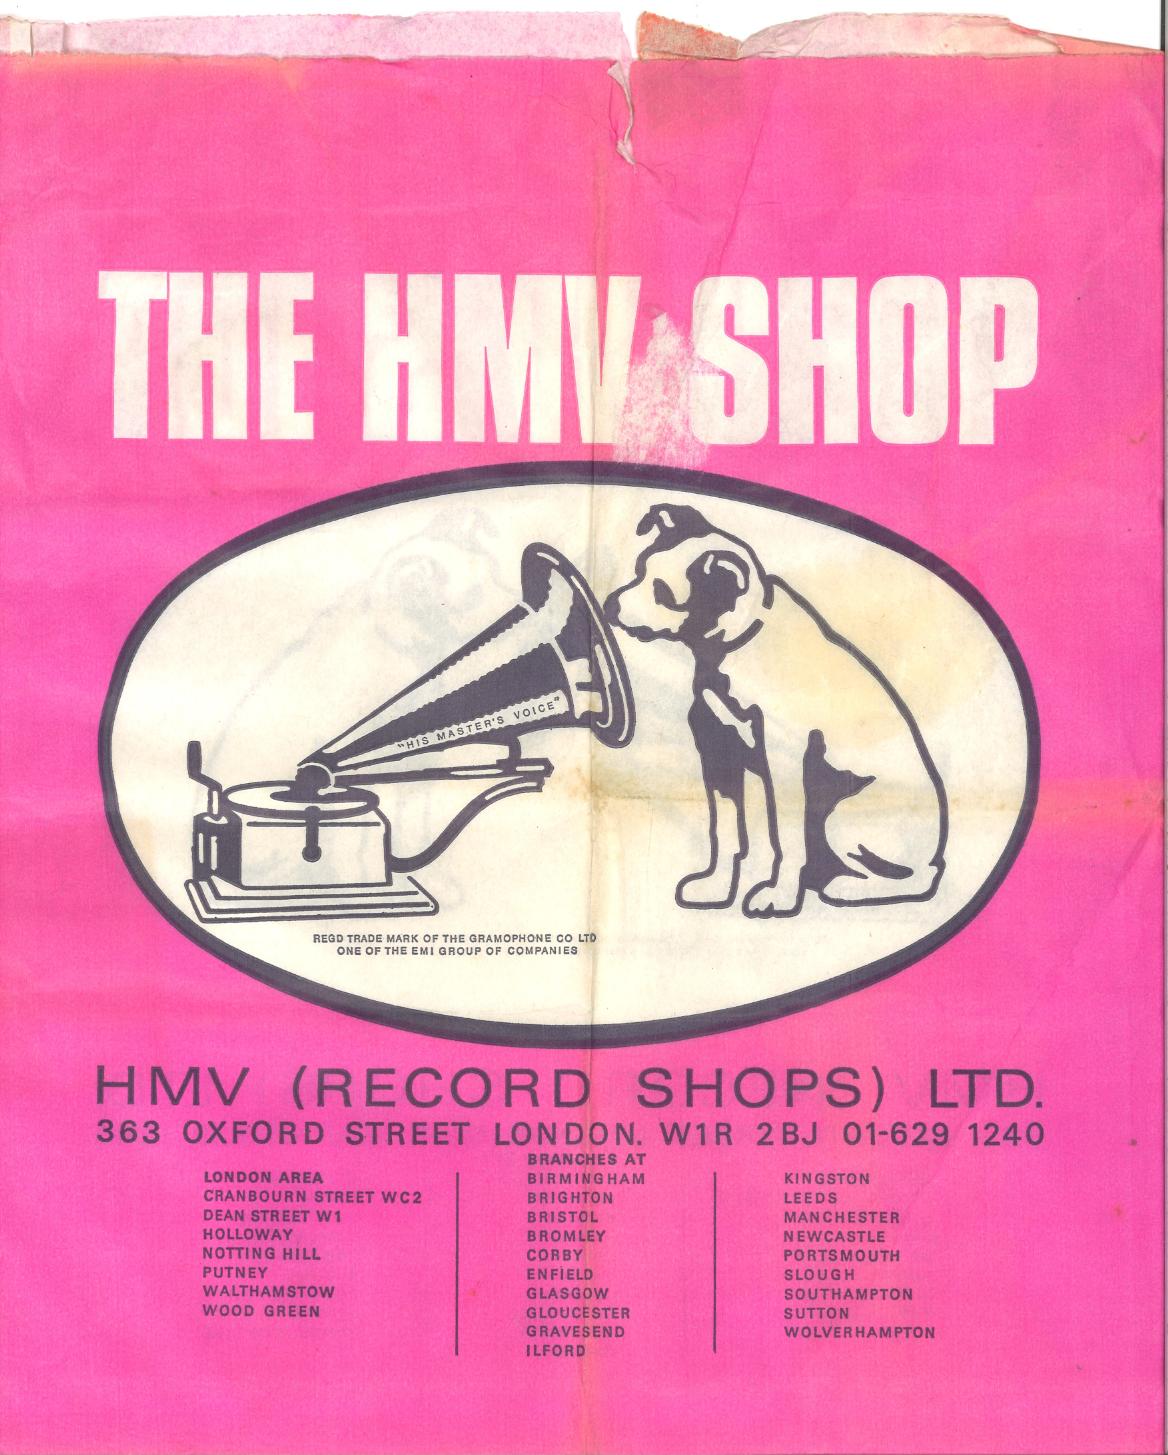 THE HMV SHOP
"HIS MASTER'S VOICE"
REGD TRADE MARK OF THE GRAMOPHONE CO LTD
ONE OF THE EMI GROUP OF COMPANIES
HMV (RECORD SHOPS) LTD.
363 OXFORD STREET LONDON. W1R 2BJ 01-629 1240
LONDON AREA
CRANBOURN STREET WC2
DEAN STREET W1
HOLLOWAY
NOTTING HILL
PUTNEY
WALTHAMSTOW
WOOD GREEN
BRANCHES AT
BIRMINGHAM
BRIGHTON
BRISTOL
BROMLEY
CORBY
ENFIELD
GLASGOW
GLOUCESTER
GRAVESEND
ILFORD
KINGSTON
LEEDS
MANCHESTER
NEWCASTLE
PORTSMOUTH
SLOUGH
SOUTHAMPTON
SUTTON
WOLVERHAMPTON